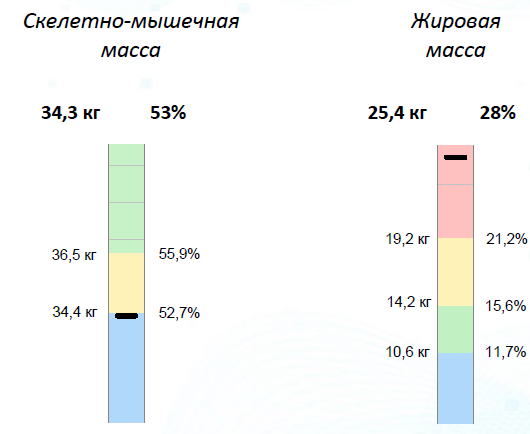 Скелетно-мышечная
масса
34,3 кг 53%
36,5 кг 55,9%
34,4 кг 52,7%
Жировая
масса
25,4 кг 28%
19,2 кг 21,2%
14,2 кг 15,6%
10,6 кг 11,7%